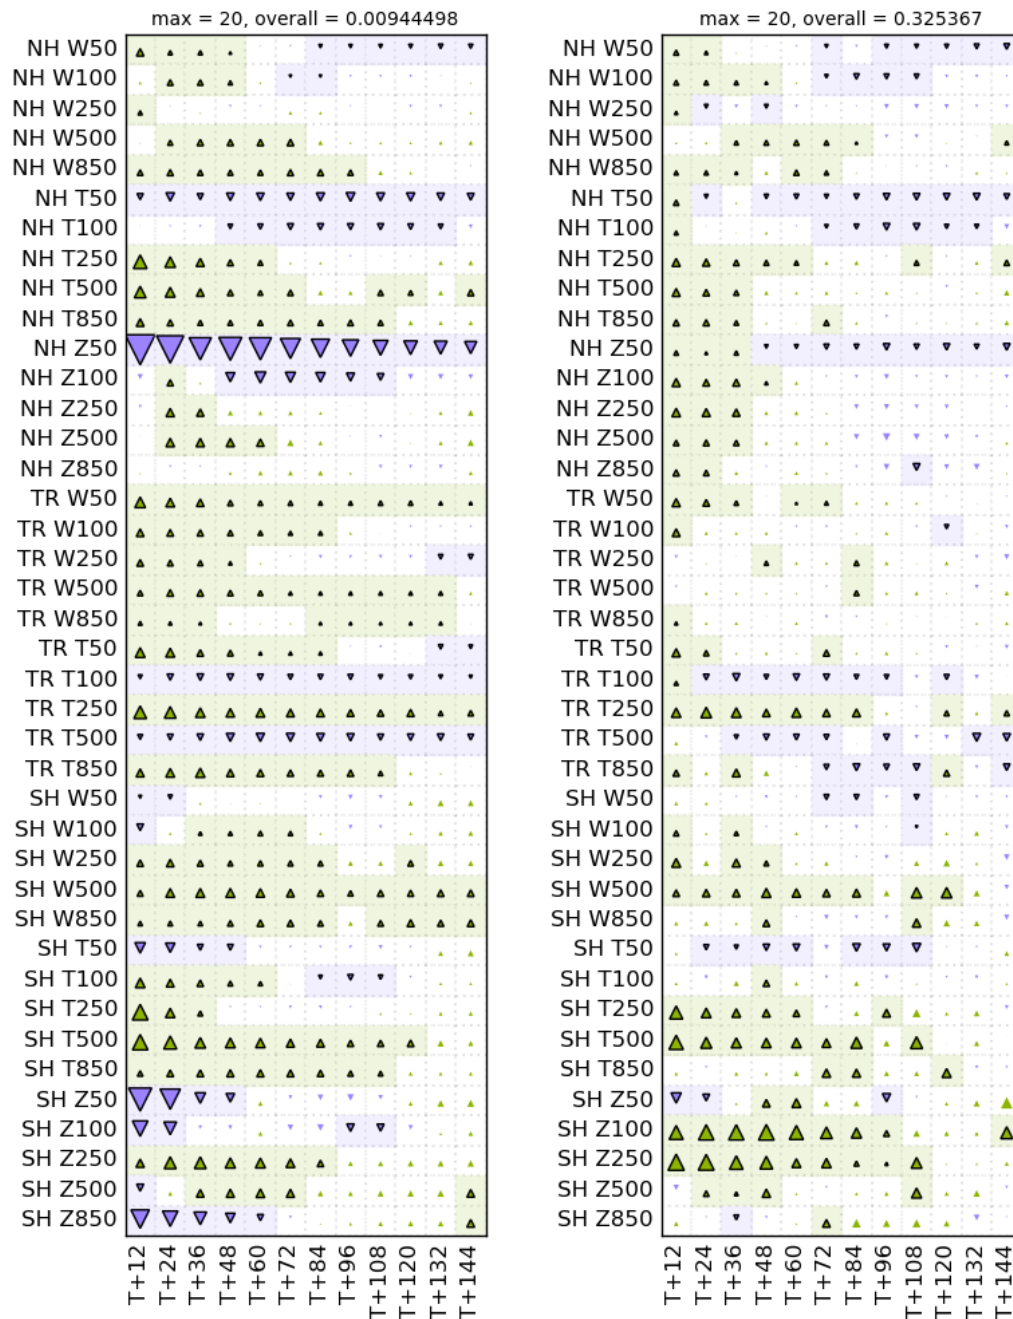 max = 20, overall = 0.00944498
NH W50
NH W100
NH W250
NH W500
NH W850
NH T50
NH T100
NH T250
NH T500
NH T850
NH Z50
NH Z100
NH Z250
NH Z500
NH Z850
TR W50
TR W100
TR W250
TR W500
TR W850
TR T50
TR T100
TR T250
TR T500
TR T850
SH W50
SH W100
SH W250
SH W500
SH W850
SH T50
SH T100
SH T250
SH T500
SH T850
SH Z50
SH Z100
SH Z250
SH Z500
SH Z850
T+12
T+24
T+36
T+48
T+60
T+72
T+84
T+96
T+108
T+120
T+132
T+144
max = 20, overall = 0.325367
NH W50
NH W100
NH W250
NH W500
NH W850
NH T50
NH T100
NH T250
NH T500
NH T850
NH Z50
NH Z100
NH Z250
NH Z500
NH Z850
TR W50
TR W100
TR W250
TR W500
TR W850
TR T50
TR T100
TR T250
TR T500
TR T850
SH W50
SH W100
SH W250
SH W500
SH W850
SH T50
SH T100
SH T250
SH T500
SH T850
SH Z50
SH Z100
SH Z250
SH Z500
SH Z850
T+12
T+24
T+36
T+48
T+60
T+72
T+84
T+96
T+108
T+120
T+132
T+144